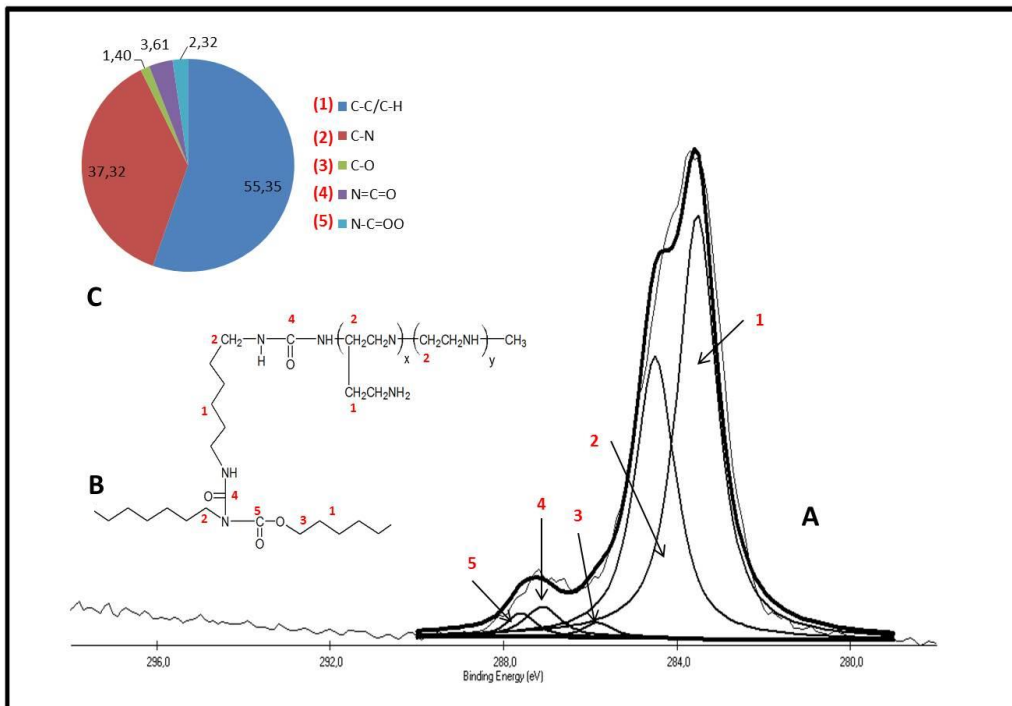 3,61
2,32
1,40
37,32
55,35
(1) C-C/C-H
(2) C-N
(3) C-O
(4) N=C=O
(5) N-C=OO
C
2 4 2
H₂C NH C NH CH₂CH₂N CH₂CH₂NH CH₃
H O x 2 y
CH₂CH₂NH₂
1
1
NH
B
O 4
2 N 5 C O 3 1
O
1
2
A
4
3
5
296,0 292,0 288,0 284,0 280,0
Binding Energy (eV)